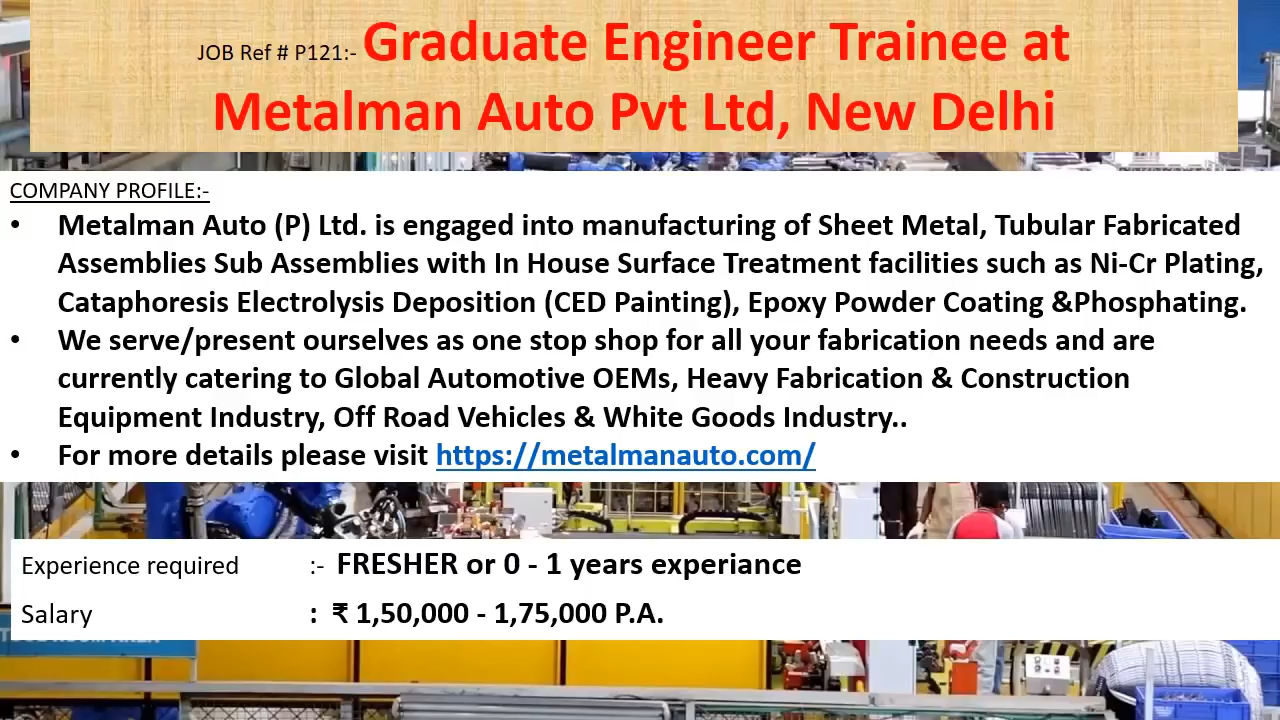 JOB Ref # P121:- Graduate Engineer Trainee at
Metalman Auto Pvt Ltd, New Delhi
COMPANY PROFILE:-
• Metalman Auto (P) Ltd. is engaged into manufacturing of Sheet Metal, Tubular Fabricated
Assemblies Sub Assemblies with In House Surface Treatment facilities such as Ni-Cr Plating,
Cataphoresis Electrolysis Deposition (CED Painting), Epoxy Powder Coating &Phosphating.
• We serve/present ourselves as one stop shop for all your fabrication needs and are
currently catering to Global Automotive OEMs, Heavy Fabrication & Construction
Equipment Industry, Off Road Vehicles & White Goods Industry..
• For more details please visit https://metalmanauto.com/
Experience required :- FRESHER or 0 - 1 years experiance
Salary : ₹ 1,50,000 - 1,75,000 P.A.